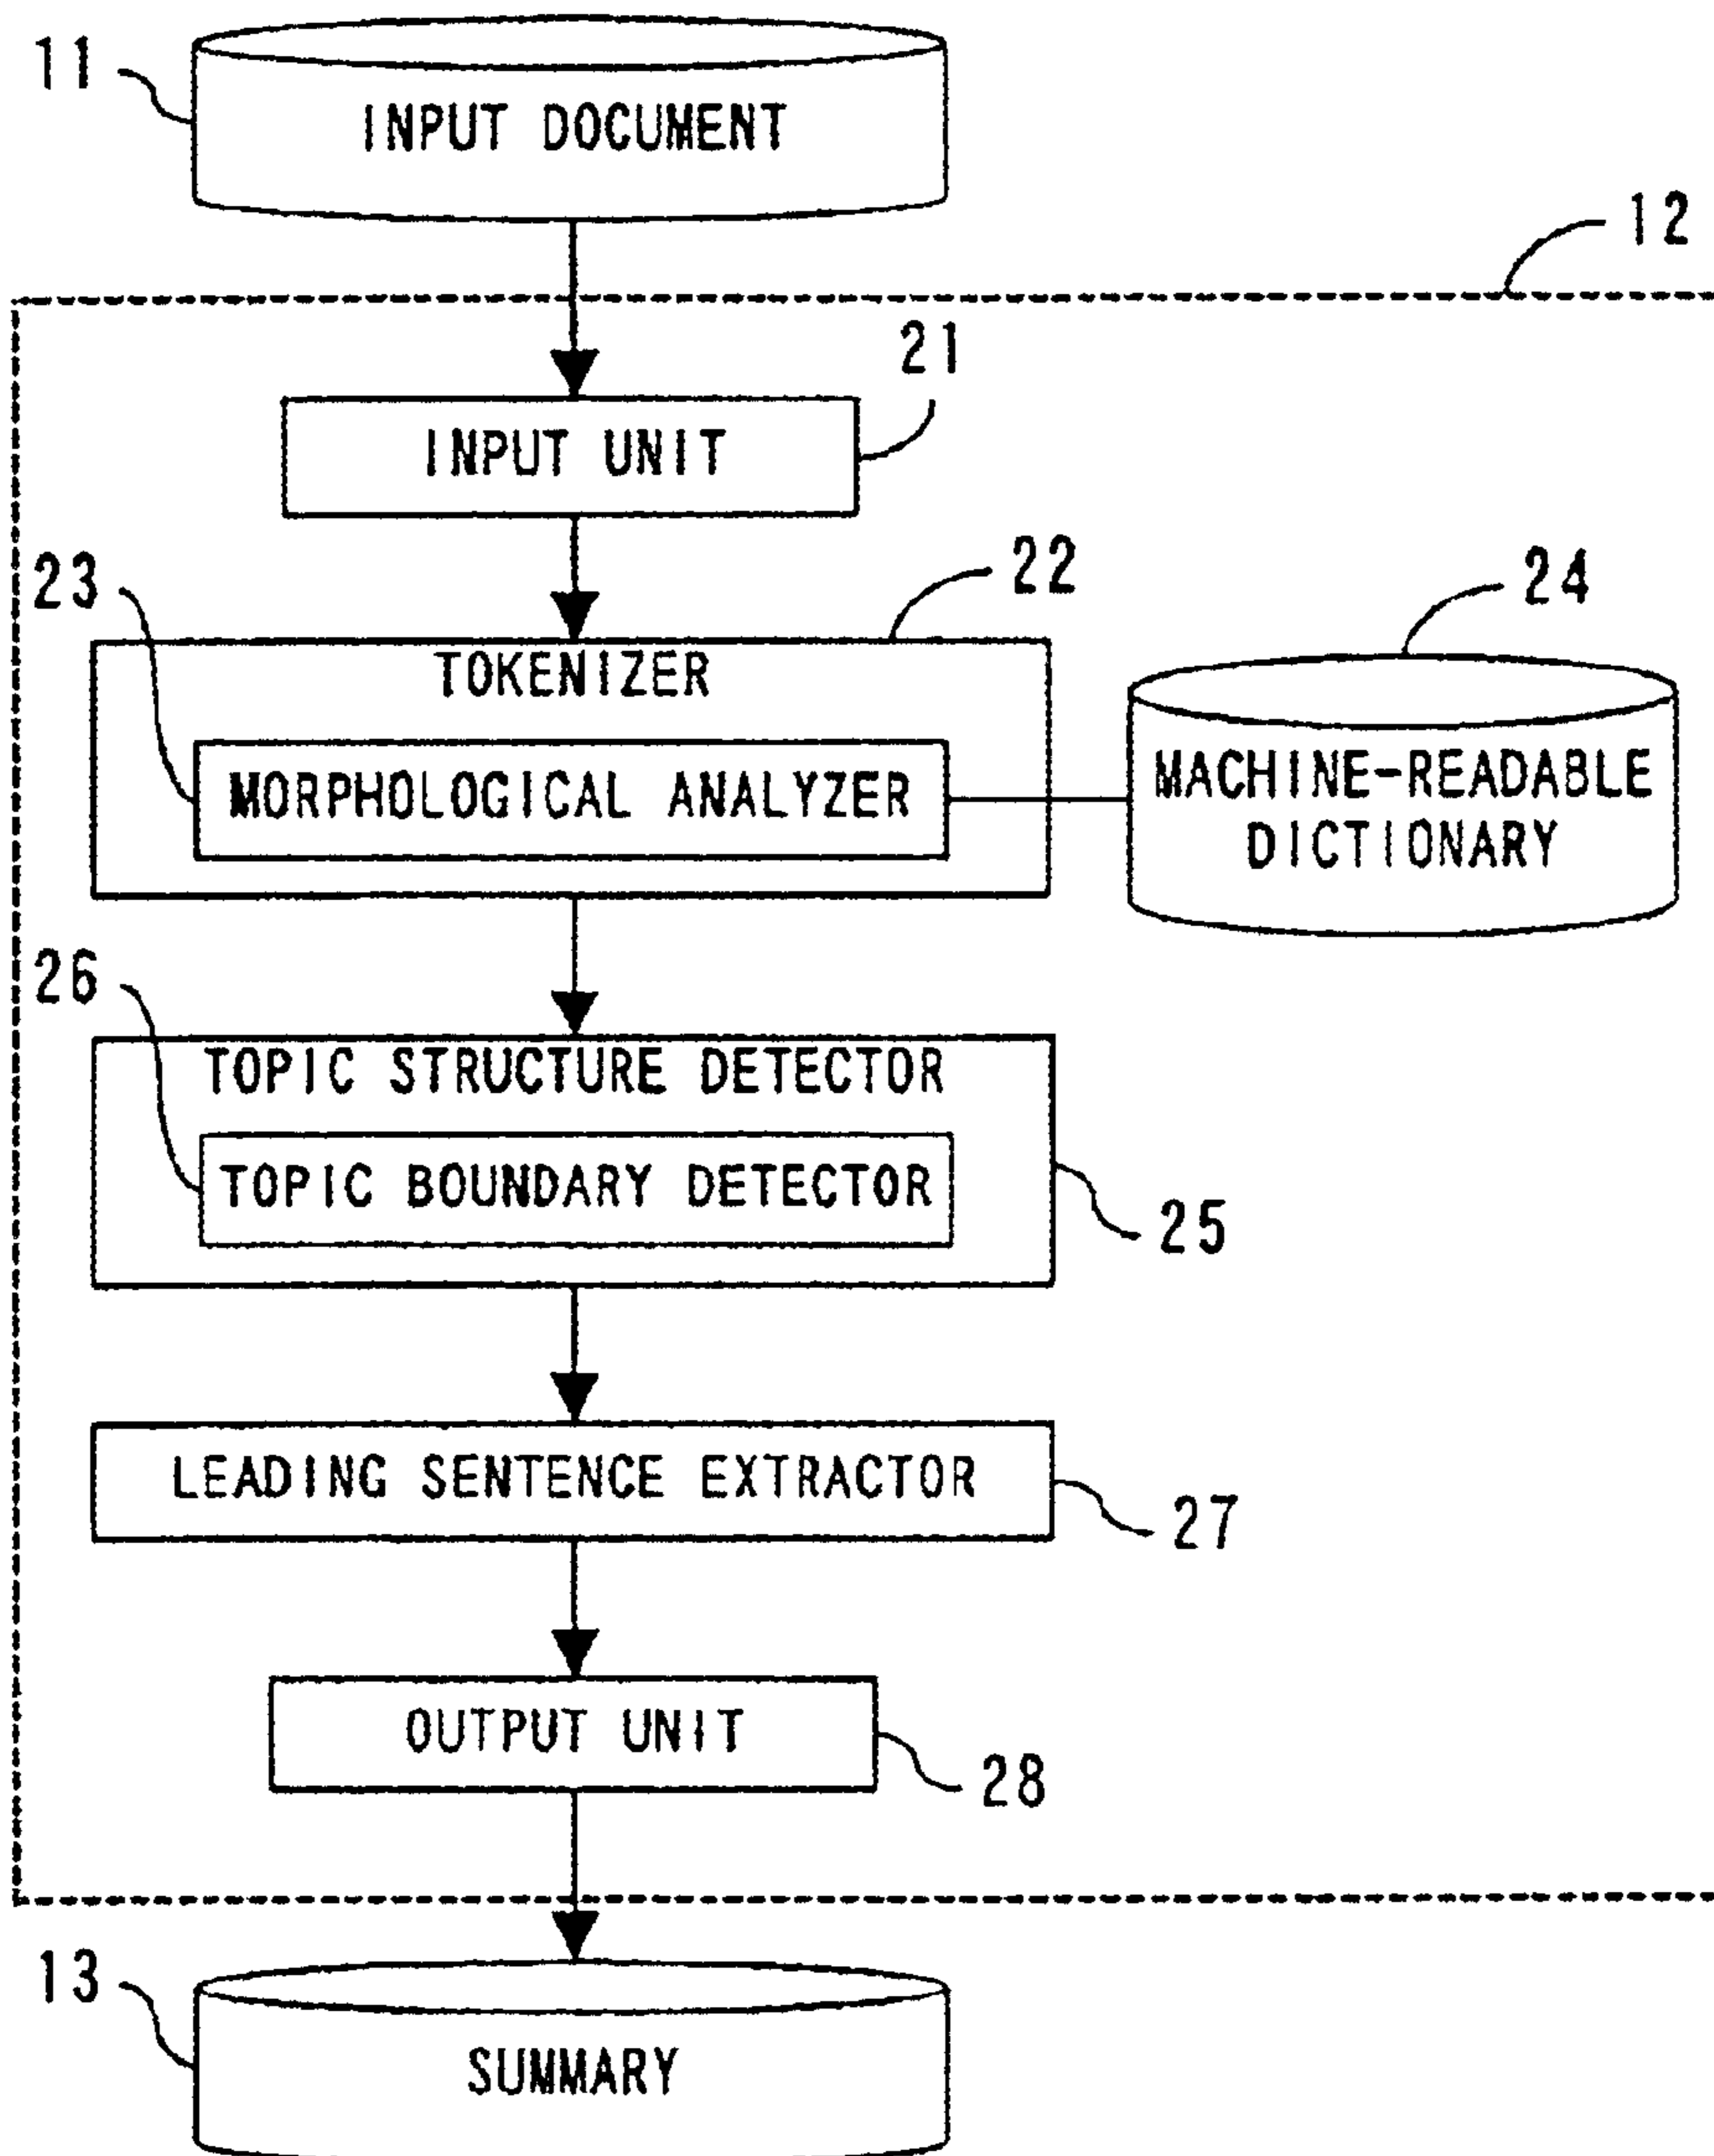 11
INPUT DOCUMENT
12
21
INPUT UNIT
22
23
24
TOKENIZER
MORPHOLOGICAL ANALYZER
MACHINE-READABLE
DICTIONARY
26
TOPIC STRUCTURE DETECTOR
TOPIC BOUNDARY DETECTOR
25
LEADING SENTENCE EXTRACTOR
27
OUTPUT UNIT
28
13
SUMMARY